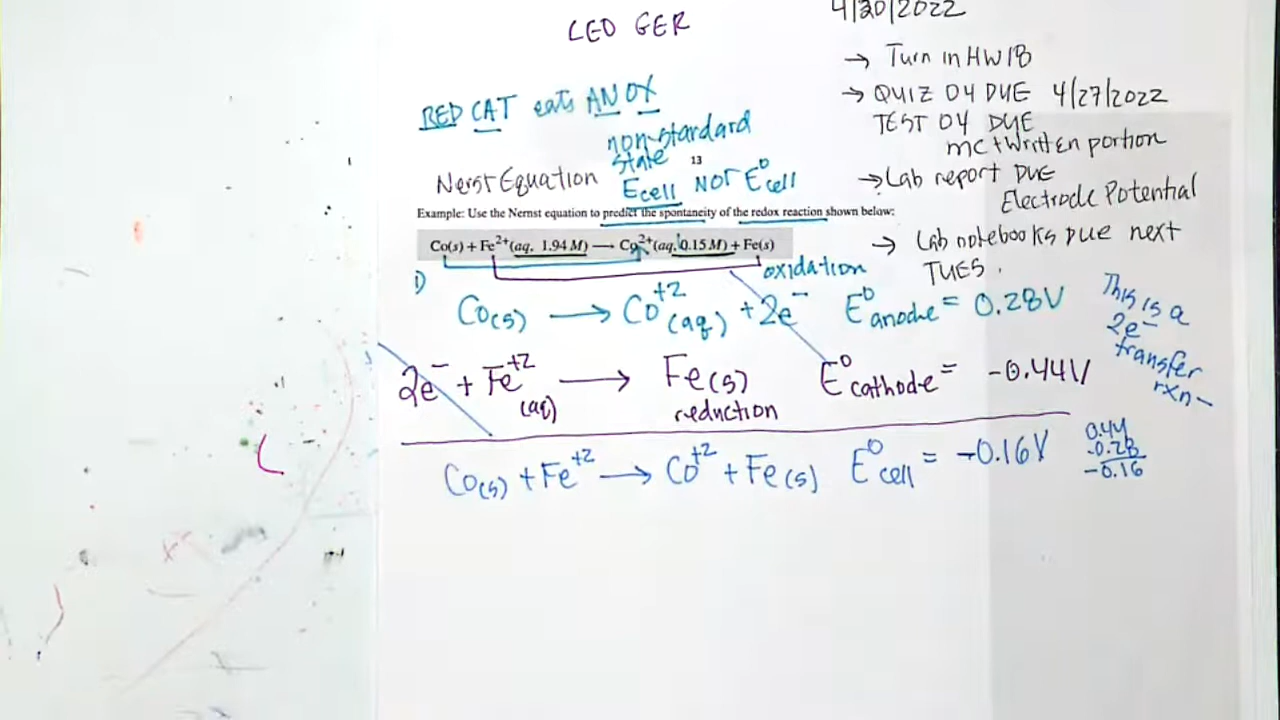 LEO GER
4/20/2022
→ Turn in HW18
→ QUIZ 04 DUE 4/27/2022
TEST 04 DUE
MC + Written portion
→ Lab report DUE
Electrode Potential
→ Lab notebooks DUE next
TUES.
RED CAT eats AN OX
non-standard
state
13
Nerst Equation Ecell NOT E°cell
Example: Use the Nernst equation to predict the spontaneity of the redox reaction shown below:
Co(s) + Fe²⁺(aq, 1.94 M) ⟶ Co²⁺(aq, 0.15 M) + Fe(s)
oxidation
1)
Co(s) → Co⁺²(aq) + 2e⁻ E°anode = 0.28V
This is a
2e⁻
transfer
rxn-
2e⁻ + Fe⁺²(aq) → Fe(s) E°cathode = -0.44V
reduction
Co(s) + Fe⁺² → Co⁺² + Fe(s) E°cell = -0.16V
0.44
-0.28
-0.16